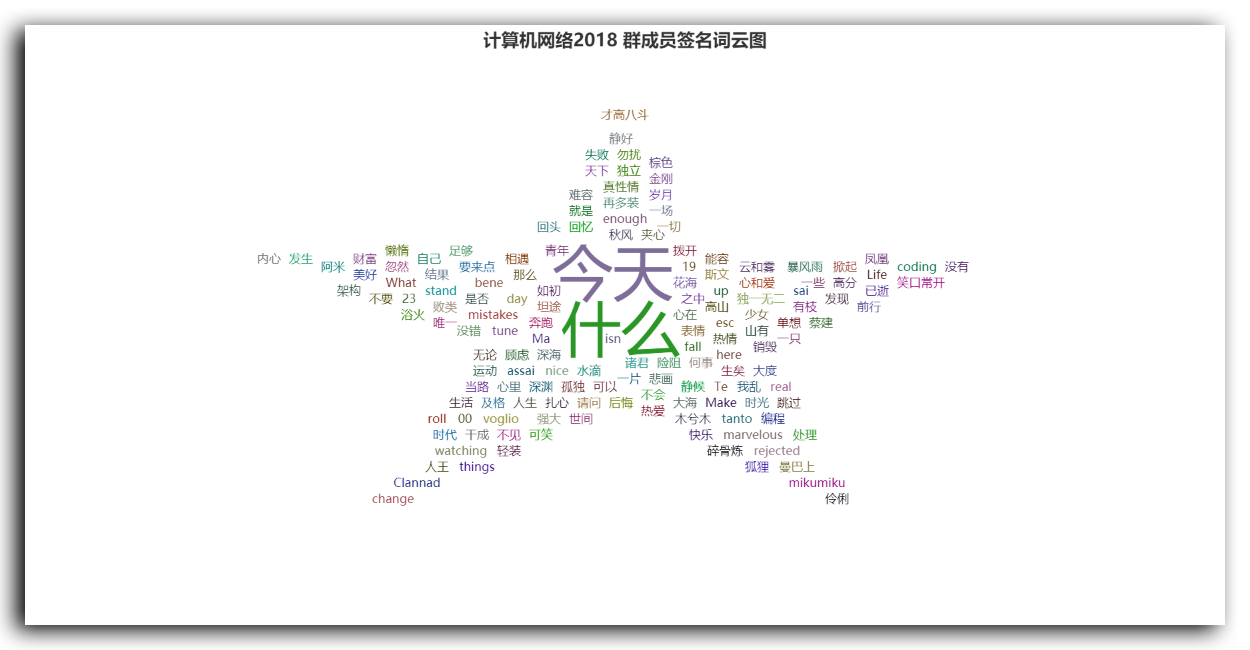 计算机网络2018 群成员签名词云图
才高八斗
静好
失败 勿扰 棕色
天下 独立 金刚
难容 真性情 岁月
就是 再多装 一场
回头 回忆 enough 一切
秋风 夹心
内心 发生 懒惰 足够 青年 拨开
阿米 财富 忽然 自己 要来点 相遇 今天 19 能容 云和雾 暴风雨 掀起 凤凰 coding 没有
美好 What 结果 bene 那么 花海 斯文 心和爱 一些 高分 Life 笑口常开
架构 不要 23 stand 是否 day 如初 之中 up 独一无二 sai 发现 已逝
浴火 败类 mistakes 坦途 什么 心在 高山 少女 有枝 前行
唯一 没错 tune 奔跑 表情 esc 山有 单想 蔡建
Ma isn fall 热情 销毁 一只
无论 顾虑 深海 诸君 险阻 何事 here
运动 assai nice 水滴 一片 悲画 生矣 大度
当路 心里 深渊 孤独 可以 不会 静候 Te 我乱 real
生活 及格 人生 扎心 请问 后悔 热爱 大海 Make 时光 跳过
roll 00 voglio 强大 世间 木兮木 tanto 编程
时代 干成 不见 可笑 快乐 marvelous 处理
watching 轻装 碎骨炼 rejected
人王 things 狐狸 曼巴上
Clannad mikumiku
change 伶俐